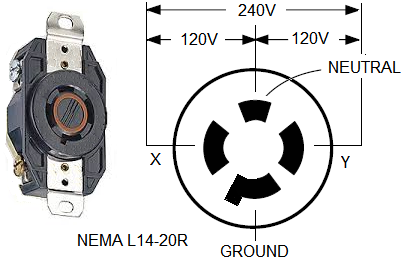 240V
120V 120V
NEUTRAL
X Y
NEMA L14-20R
GROUND